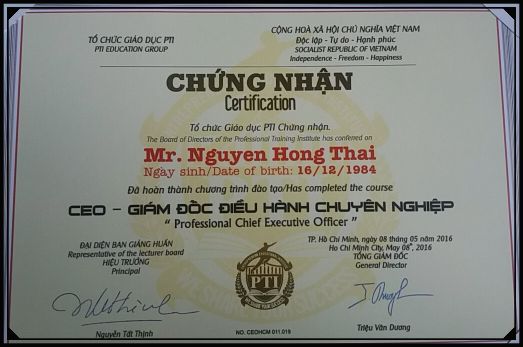 TỔ CHỨC GIÁO DỤC PTI
PTI EDUCATION GROUP
CỘNG HOÀ XÃ HỘI CHỦ NGHĨA VIỆT NAM
Độc lập - Tự do - Hạnh phúc
SOCIALIST REPUBLIC OF VIETNAM
Independence - Freedom - Happiness
CHỨNG NHẬN
Certification
Tổ chức Giáo dục PTI Chứng nhận.
The Board of Directors of the Professional Training Institute has conferred on
Mr. Nguyen Hong Thai
Ngày sinh/Date of birth: 16/12/1984
Đã hoàn thành chương trình đào tạo/Has completed the course
CEO - GIÁM ĐỐC ĐIỀU HÀNH CHUYÊN NGHIỆP
" Professional Chief Executive Officer "
ĐẠI DIỆN BAN GIẢNG HUẤN
Representative of the lecturer board
HIỆU TRƯỞNG
Principal
TP. Hồ Chí Minh, ngày 08 tháng 05 năm 2016
Ho Chi Minh City, May 08th, 2016
TỔNG GIÁM ĐỐC
General Director
PTI
Nguyễn Tất Thịnh
NO. CEOHCM 011.019
Triệu Văn Dương